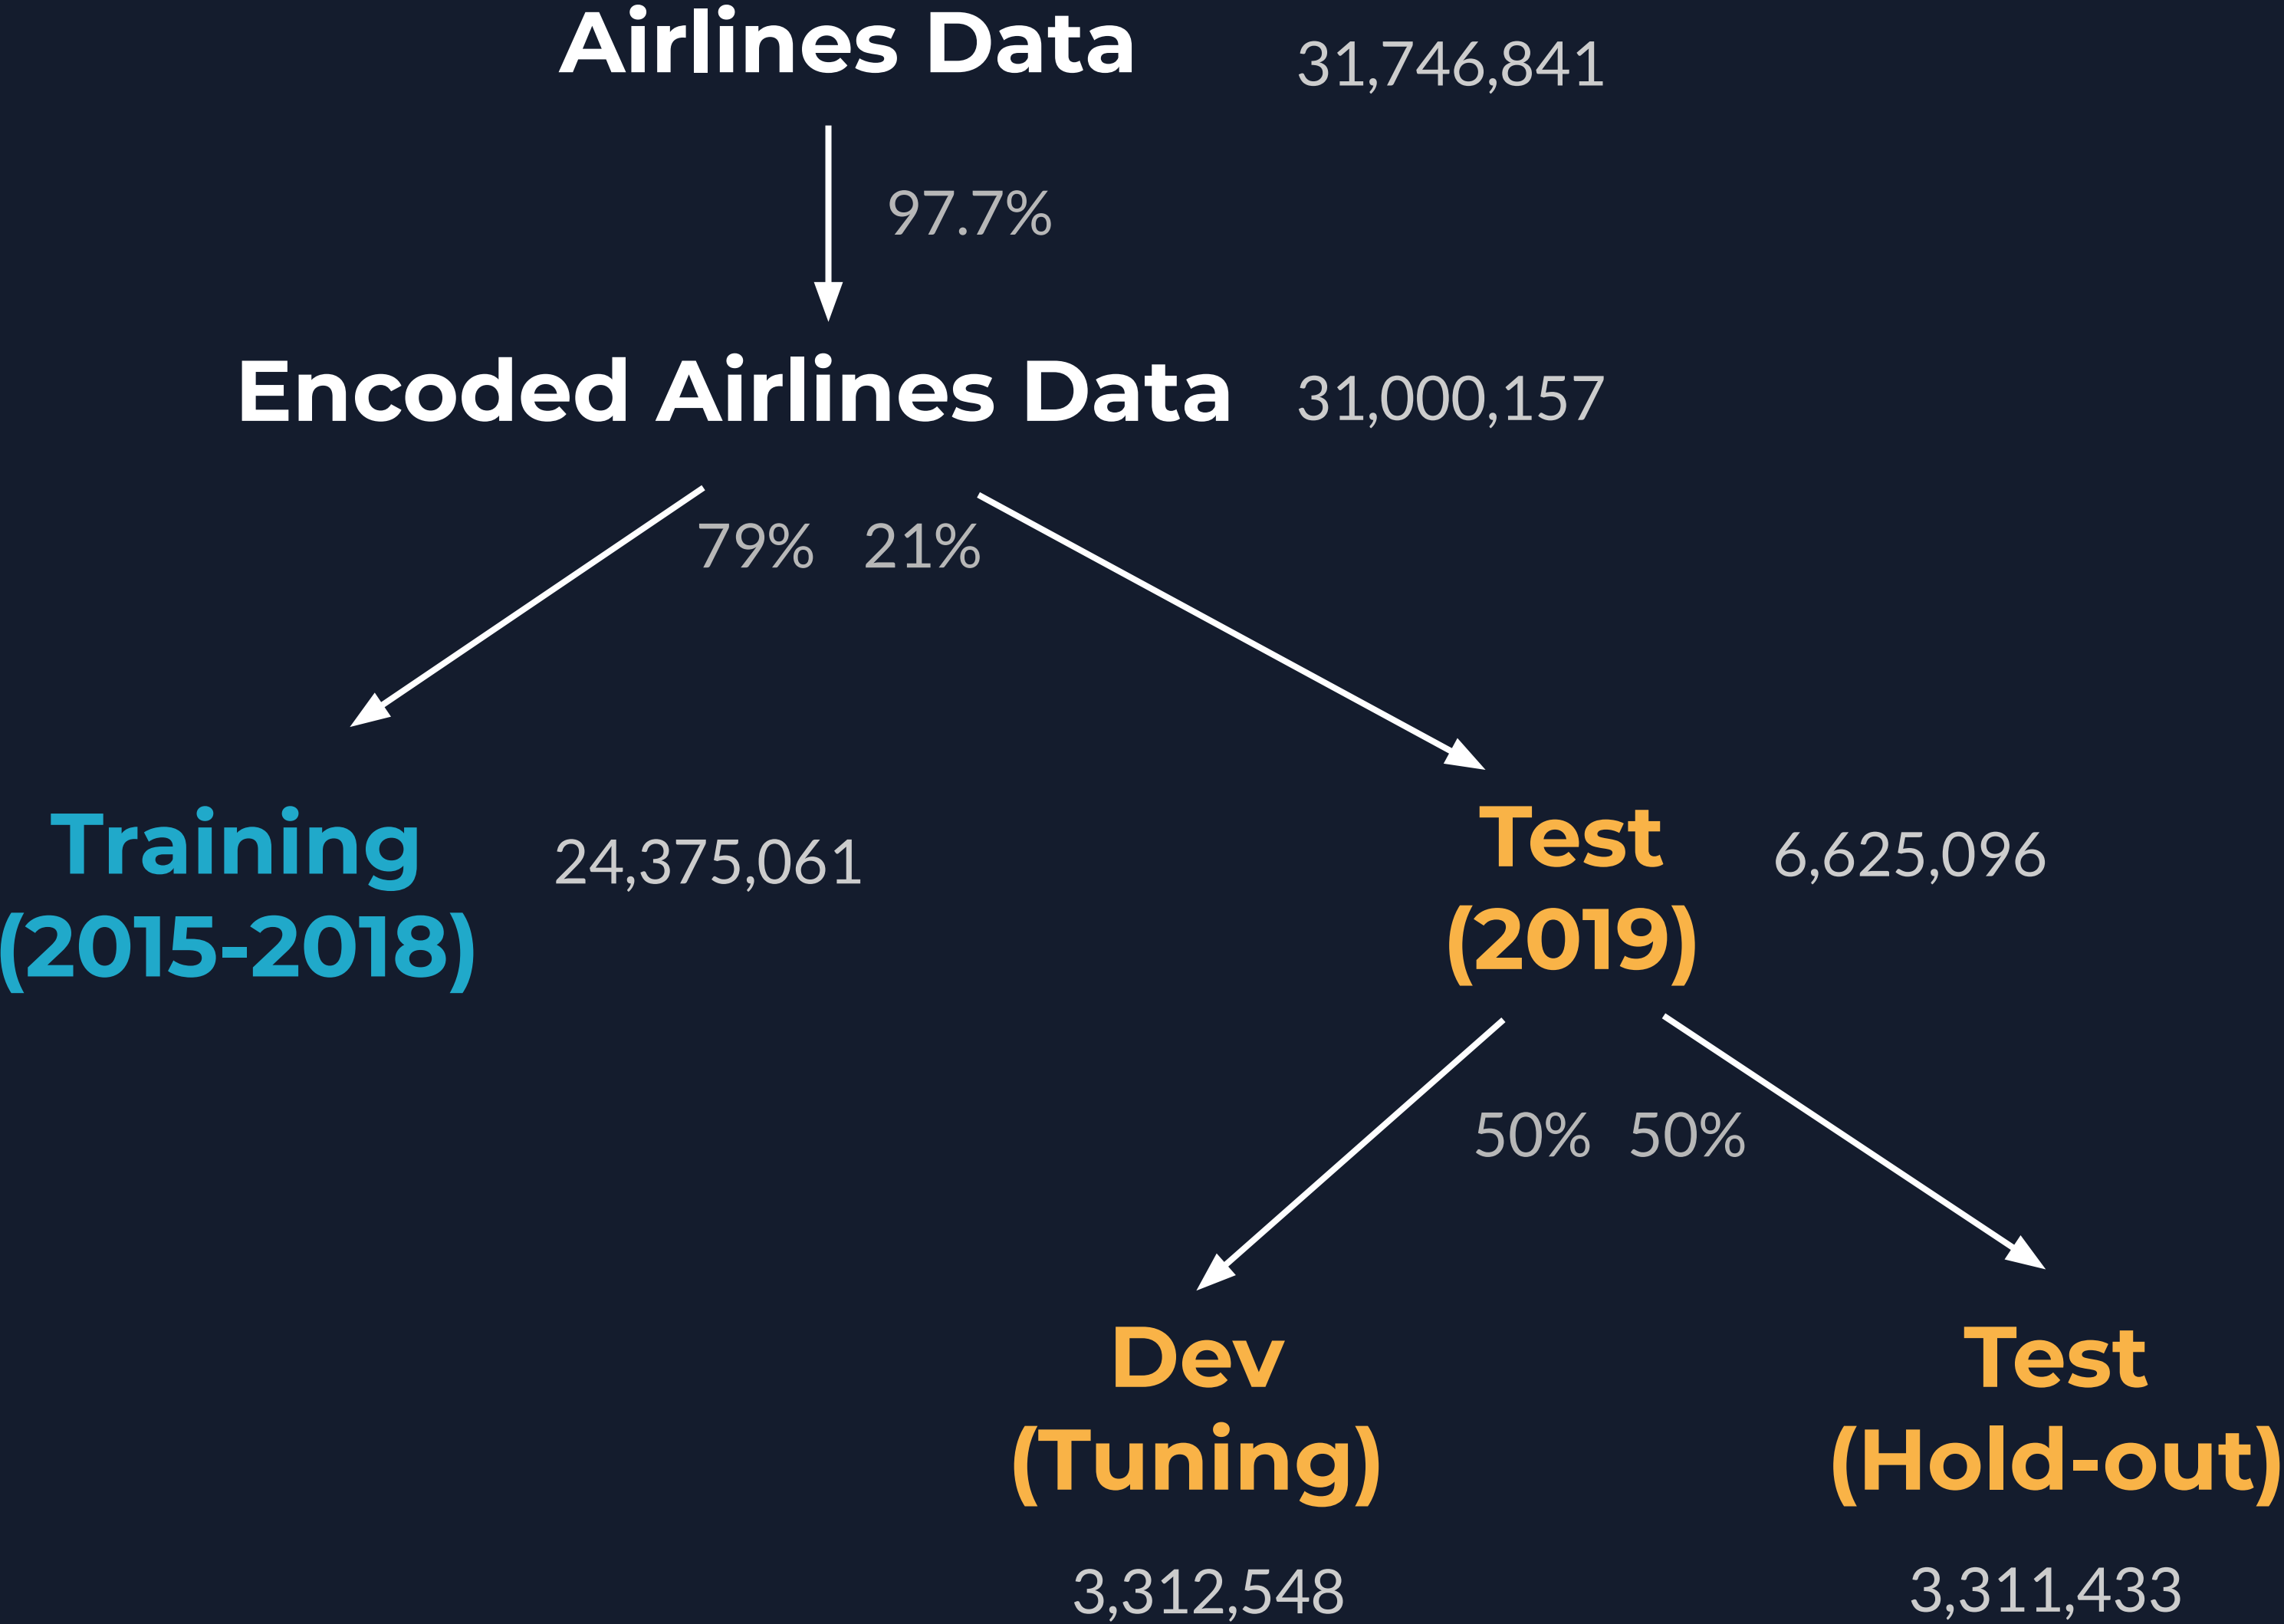 Airlines Data
31,746,841
97.7%
Encoded Airlines Data
31,000,157
79%
21%
Training
(2015-2018)
24,375,061
Test
(2019)
6,625,096
50%
50%
Dev
(Tuning)
3,312,548
Test
(Hold-out)
3,311,433